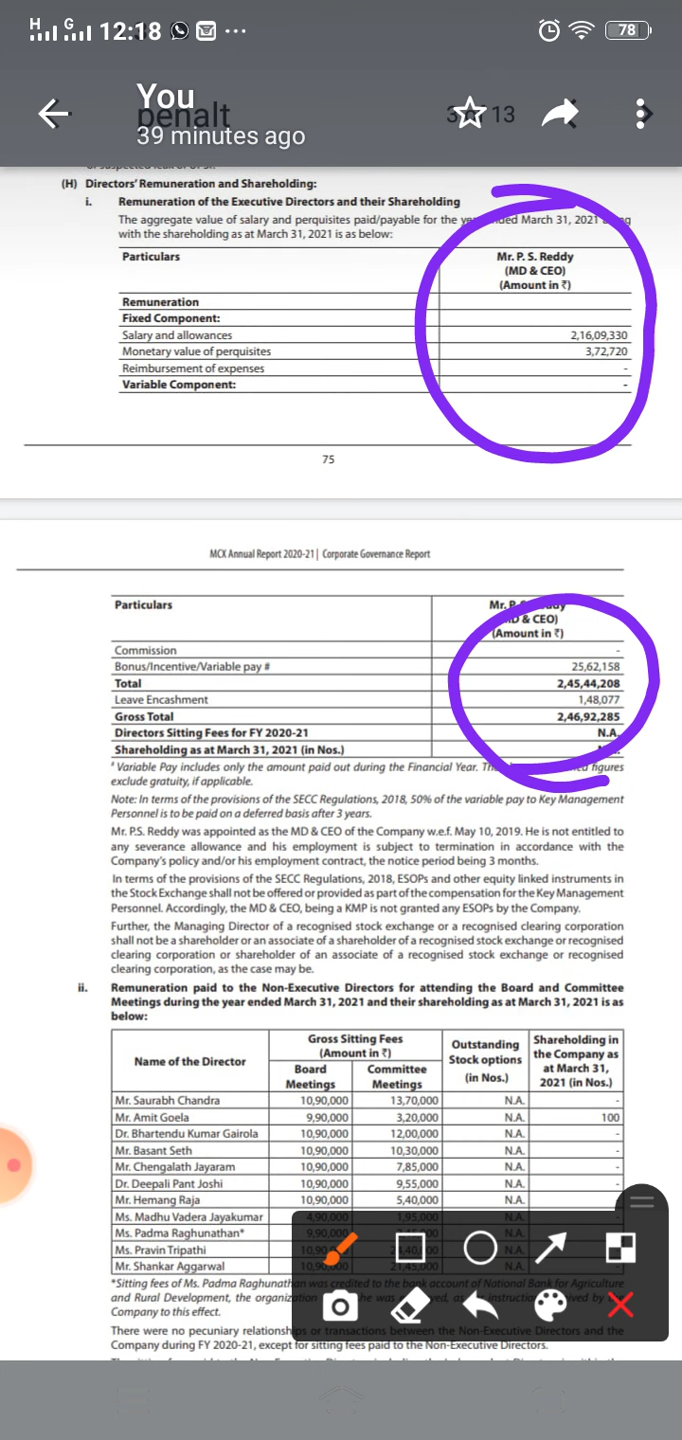 H G 12:18 ... 78
You
penalt 3 of 13
39 minutes ago
(H) Directors' Remuneration and Shareholding:
i. Remuneration of the Executive Directors and their Shareholding
The aggregate value of salary and perquisites paid/payable for the March 31, 2021
with the shareholding as at March 31, 2021 is as below:
Particulars Mr. P. S. Reddy
(MD & CEO)
(Amount in ₹)
Remuneration
Fixed Component:
Salary and allowances 2,16,09,330
Monetary value of perquisites 3,72,720
Reimbursement of expenses -
Variable Component: -
75
MCX Annual Report 2020-21| Corporate Governance Report
Particulars Mr.
& CEO)
(Amount in ₹)
Commission -
Bonus/Incentive/Variable pay # 25,62,158
Total 2,45,44,208
Leave Encashment 1,48,077
Gross Total 2,46,92,285
Directors Sitting Fees for FY 2020-21 N.A.
Shareholding as at March 31, 2021 (in Nos.)
# Variable Pay includes only the amount paid out during the Financial Year. figures
exclude gratuity, if applicable.
Note: In terms of the provisions of the SECC Regulations, 2018, 50% of the variable pay to Key Management
Personnel is to be paid on a deferred basis after 3 years.
Mr. P.S. Reddy was appointed as the MD & CEO of the Company w.e.f. May 10, 2019. He is not entitled to
any severance allowance and his employment is subject to termination in accordance with the
Company's policy and/or his employment contract, the notice period being 3 months.
In terms of the provisions of SECC Regulations, 2018, ESOPs and other equity linked instruments in
the Stock Exchange shall not be offered or provided as part of the compensation for the Key Management
Personnel. Accordingly, the MD & CEO, being a KMP is not granted any ESOPs by the Company.
Further, the Managing Director of a recognised stock exchange or a recognised clearing corporation
shall not be a shareholder or an associate of a shareholder of a recognised stock exchange or recognised
clearing corporation or shareholder of an associate of a recognised stock exchange or recognised
clearing corporation, as the case may be.
ii. Remuneration paid to the Non-Executive Directors for attending the Board and Committee
Meetings during the year ended March 31, 2021 and their shareholding as at March 31, 2021 is as
below:
Name of the Director Gross Sitting Fees (Amount in ₹) Outstanding Stock options (in Nos.) Shareholding in the Company as at March 31, 2021 (in Nos.)
Board Meetings Committee Meetings
Mr. Saurabh Chandra 10,90,000 13,70,000 N.A. -
Mr. Amit Goela 9,90,000 3,20,000 N.A. 100
Dr. Bhartendu Kumar Gairola 10,90,000 12,00,000 N.A. -
Mr. Basant Seth 10,90,000 10,30,000 N.A. -
Mr. Chengalath Jayaram 10,90,000 7,85,000 N.A. -
Dr. Deepali Pant Joshi 10,90,000 9,55,000 N.A. -
Mr. Hemang Raja 10,90,000 5,40,000 N.A.
Ms. Madhu Vadera Jayakumar 4,90,000 1,95,000 N.A.
Ms. Padma Raghunathan* 9,90,000 N.A.
Ms. Pravin Tripathi 10,90 N.A.
Mr. Shankar Aggarwal 10,90,000 21,45,000 N.A.
*Sitting fees of Ms. Padma Raghunathan was credited to the bank account of National Bank for Agriculture
and Rural Development, the organization she was by the
Company to this effect.
There were no pecuniary relationships or transactions between the Non-Executive Directors and the
Company during FY 2020-21, except for sitting fees paid to the Non-Executive Directors.